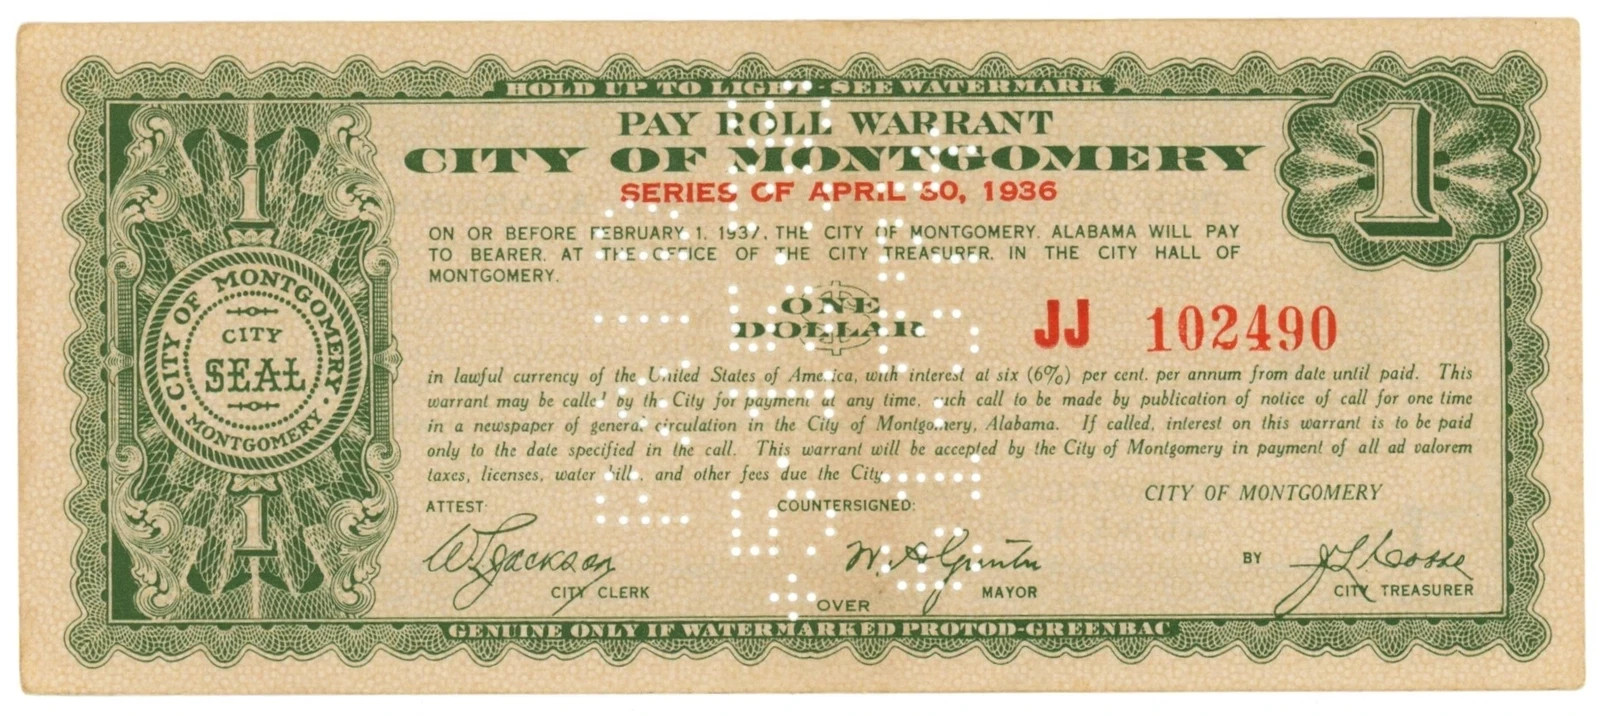 HOLD UP TO LIGHT - SEE WATERMARK
PAY ROLL WARRANT
CITY OF MONTGOMERY
SERIES OF APRIL 30, 1936
1
1
ON OR BEFORE FEBRUARY 1, 1937, THE CITY OF MONTGOMERY, ALABAMA WILL PAY
TO BEARER, AT THE OFFICE OF THE CITY TREASURER, IN THE CITY HALL OF
MONTGOMERY,
ONE
DOLLAR
JJ 102490
CITY OF MONTGOMERY
CITY
SEAL
· MONTGOMERY ·
in lawful currency of the United States of America, with interest at six (6%) per cent. per annum from date until paid. This
warrant may be called by the City for payment at any time, such call to be made by publication of notice of call for one time
in a newspaper of general circulation in the City of Montgomery, Alabama. If called, interest on this warrant is to be paid
only to the date specified in the call. This warrant will be accepted by the City of Montgomery in payment of all ad valorem
taxes, licenses, water bills, and other fees due the City.
1
ATTEST:
COUNTERSIGNED:
CITY OF MONTGOMERY
W L Jackson
W. A. Gunter
BY
CITY CLERK
MAYOR
CITY TREASURER
OVER
GENUINE ONLY IF WATERMARKED PROTOD-GREENBAC